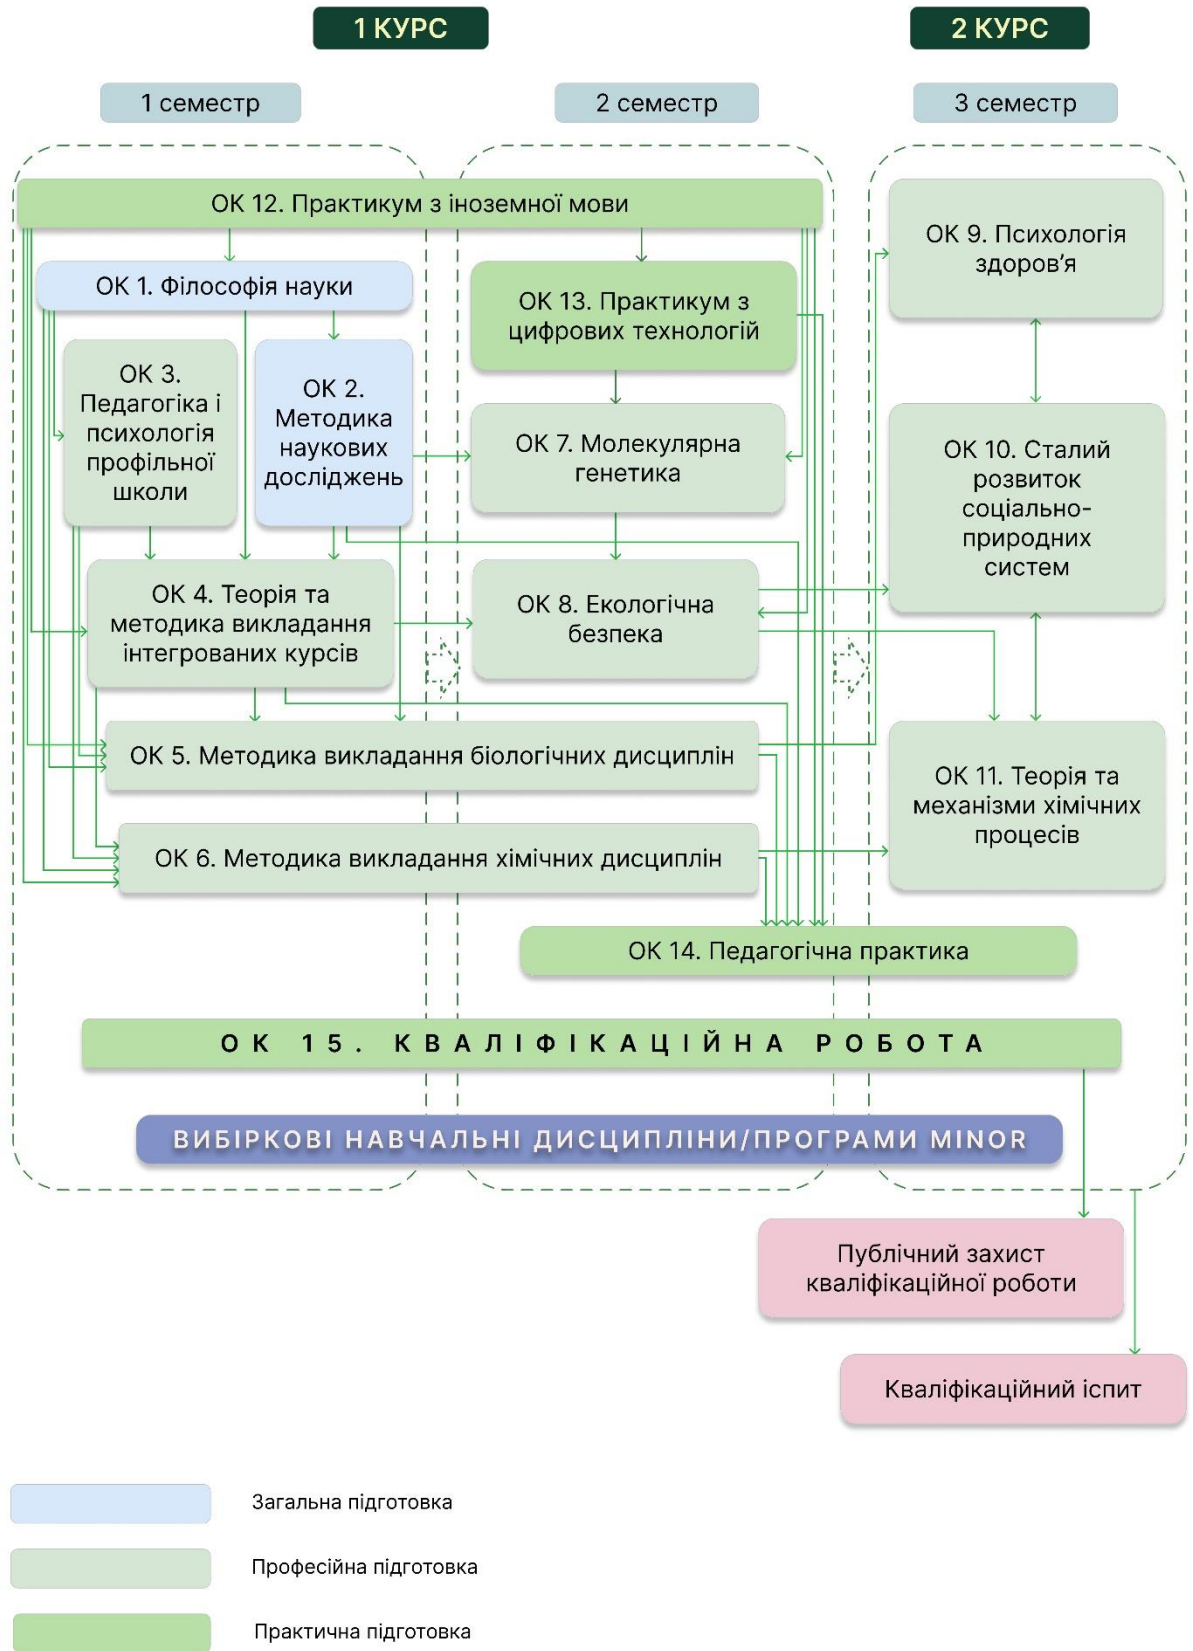 1 КУРС
2 КУРС
1 семестр
2 семестр
3 семестр
ОК 12. Практикум з іноземної мови
ОК 1. Філософія науки
ОК 3.
Педагогіка і
психологія
профільної
школи
ОК 2.
Методика
наукових
досліджень
ОК 4. Теорія та
методика викладання
інтегрованих курсів
ОК 13. Практикум з
цифрових технологій
ОК 7. Молекулярна
генетика
ОК 8. Екологічна
безпека
ОК 5. Методика викладання біологічних дисциплін
ОК 6. Методика викладання хімічних дисциплін
ОК 9. Психологія
здоров’я
ОК 10. Сталий
розвиток
соціально-
природних
систем
ОК 11. Теорія та
механізми хімічних
процесів
ОК 14. Педагогічна практика
ОК 15. КВАЛІФІКАЦІЙНА РОБОТА
ВИБІРКОВІ НАВЧАЛЬНІ ДИСЦИПЛІНИ/ПРОГРАМИ MINOR
Публічний захист
кваліфікаційної роботи
Кваліфікаційний іспит
Загальна підготовка
Професійна підготовка
Практична підготовка